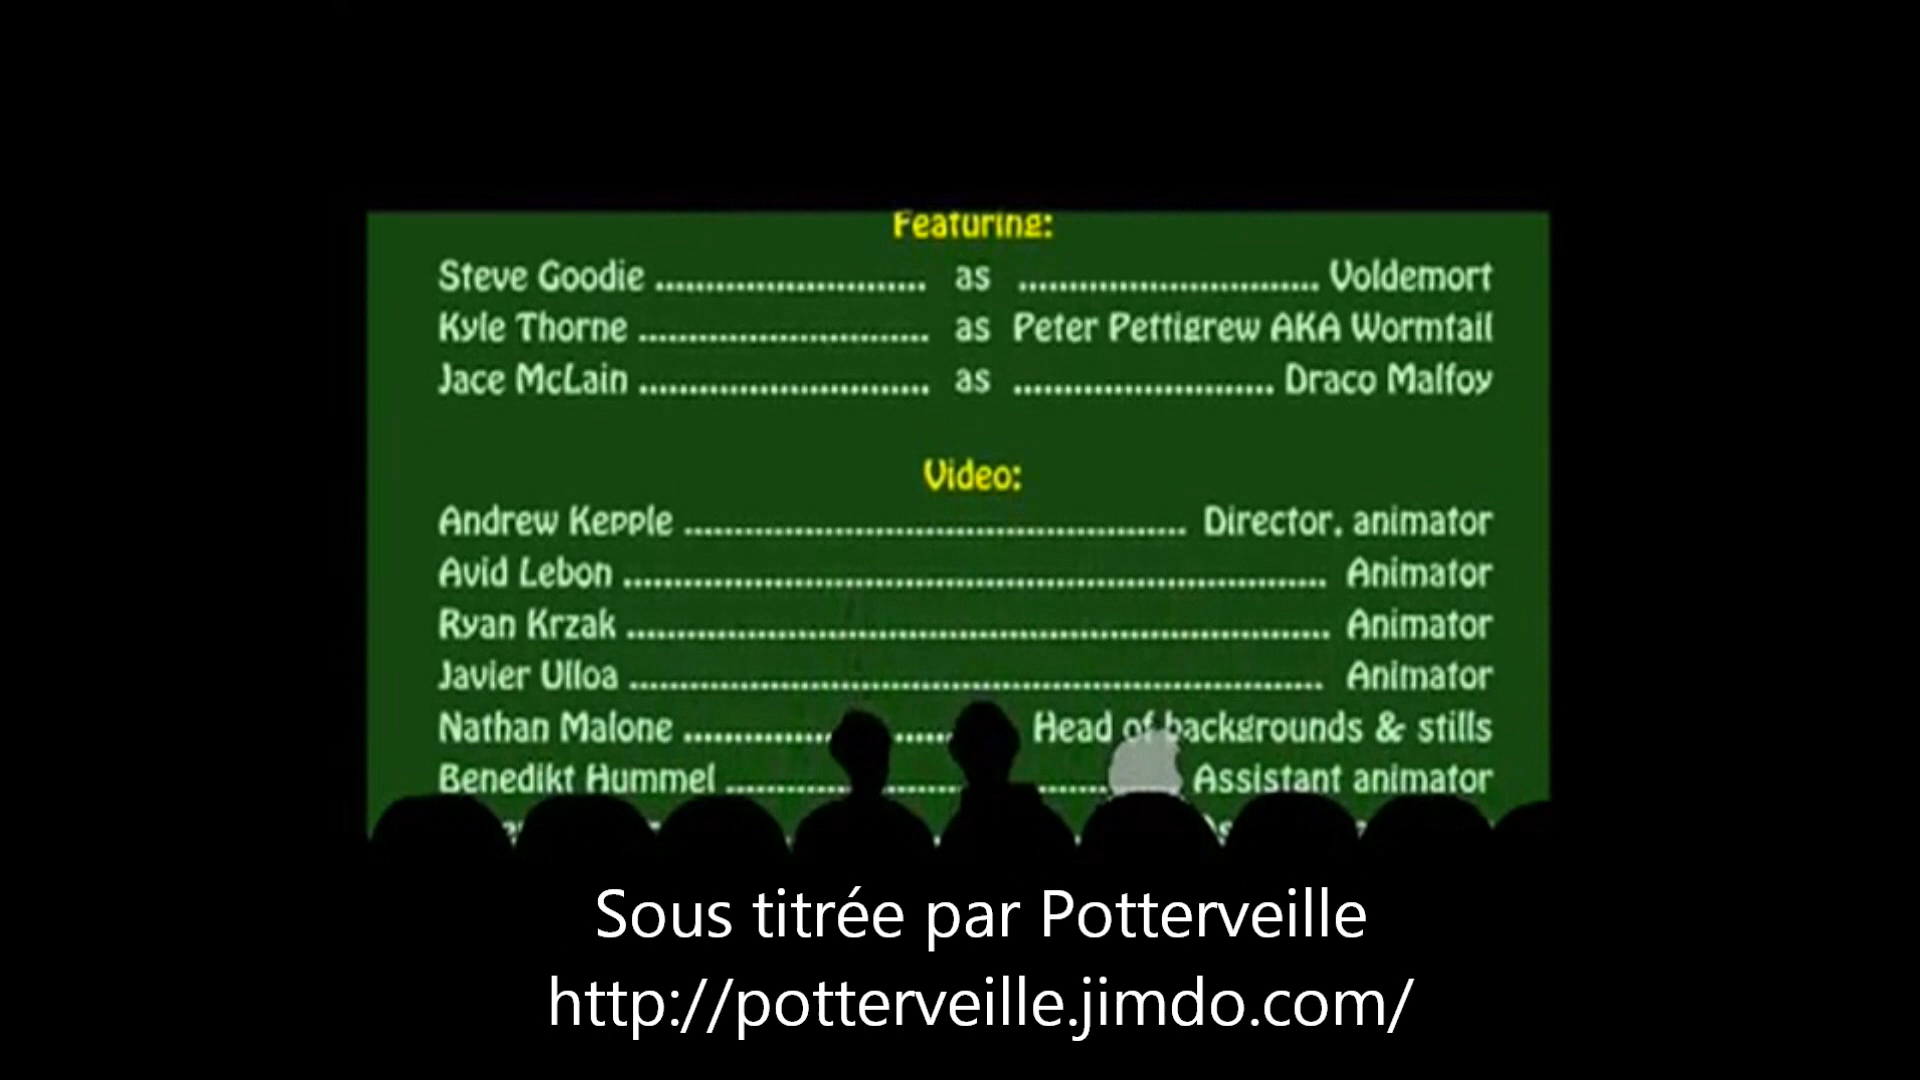 Featuring:
Steve Goodie ........................... as .............................. Voldemort
Kyle Thorne ............................. as Peter Pettigrew AKA Wormtail
Jace McLain ............................. as .......................... Draco Malfoy
Video:
Andrew Kepple .................................................. Director, animator
Avid Lebon ...................................................................... Animator
Ryan Krzak ...................................................................... Animator
Javier Ulloa ..................................................................... Animator
Nathan Malone ..................... Head of backgrounds & stills
Benedikt Hummel ...................................... Assistant animator
Sous titrée par Potterveille
http://potterveille.jimdo.com/